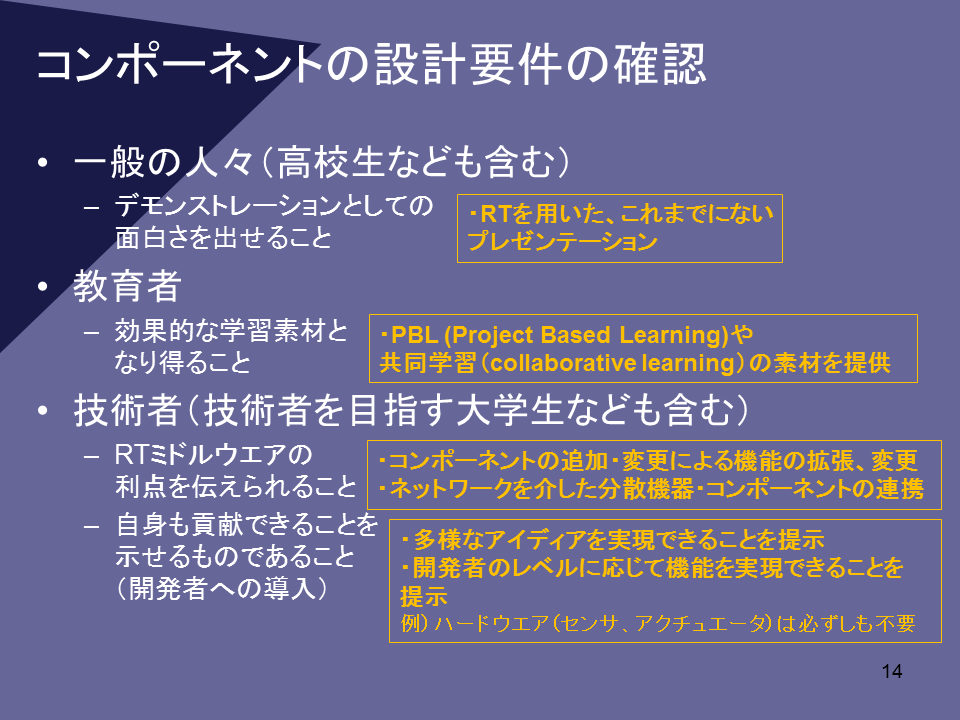 コンポーネントの設計要件の確認
• 一般の人々（高校生なども含む）
– デモンストレーションとしての
面白さを出せること
・RTを用いた、これまでにない
プレゼンテーション
• 教育者
– 効果的な学習素材と
なり得ること
・PBL (Project Based Learning)や
共同学習（collaborative learning）の素材を提供
• 技術者（技術者を目指す大学生なども含む）
– RTミドルウエアの
利点を伝えられること
・コンポーネントの追加・変更による機能の拡張、変更
・ネットワークを介した分散機器・コンポーネントの連携
– 自身も貢献できることを
示せるものであること
（開発者への導入）
・多様なアイディアを実現できることを提示
・開発者のレベルに応じて機能を実現できることを
提示
例）ハードウエア（センサ、アクチュエータ）は必ずしも不要
14